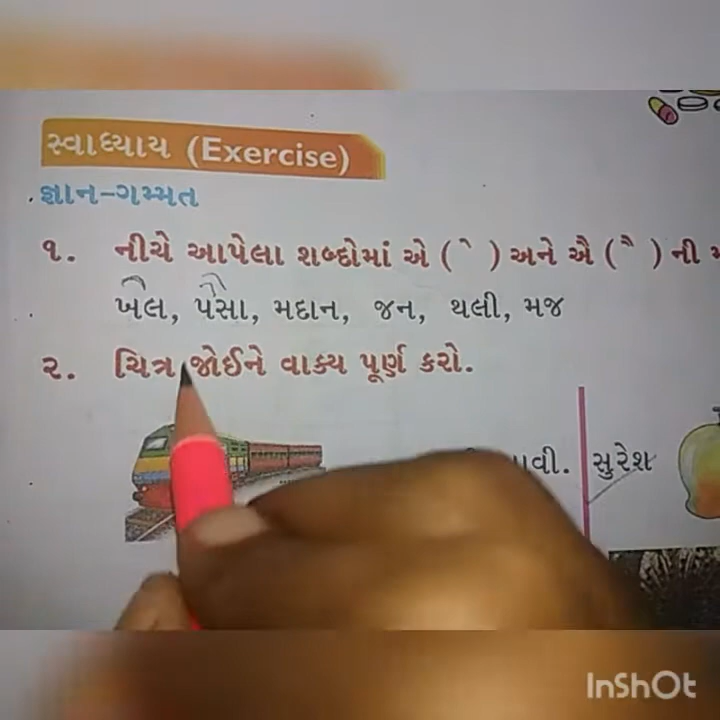 સ્વાધ્યાય (Exercise)
જ્ઞાન-ગમ્મત
૧. નીચે આપેલા શબ્દોમાં એ ( ે ) અને ઐ ( ૈ ) ની
ખેલ, પૈસા, મદાન, જન, થલી, મજ
૨. ચિત્ર જોઈને વાક્ય પૂર્ણ કરો.
સુરેશ
InShOt